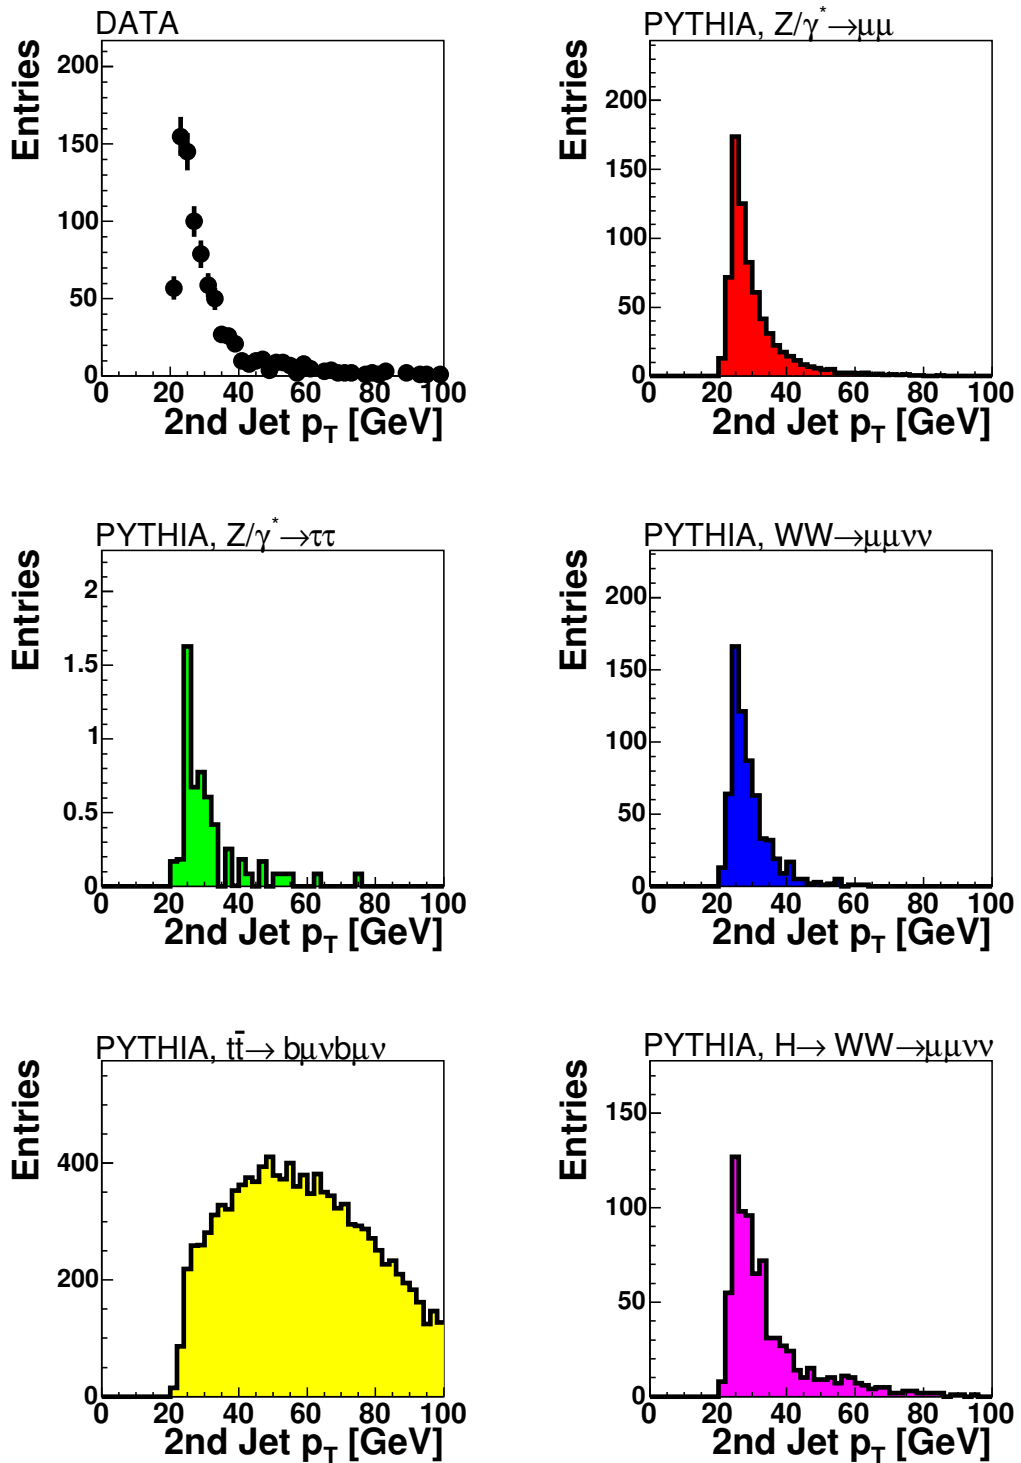 DATA
Entries
200
150
100
50
0
0 20 40 60 80 100
2nd Jet p_T [GeV]
PYTHIA, Z/γ*→μμ
Entries
200
150
100
50
0
0 20 40 60 80 100
2nd Jet p_T [GeV]
PYTHIA, Z/γ*→ττ
Entries
2
1.5
1
0.5
0
0 20 40 60 80 100
2nd Jet p_T [GeV]
PYTHIA, WW→μμνν
Entries
200
150
100
50
0
0 20 40 60 80 100
2nd Jet p_T [GeV]
PYTHIA, tt̄→ bμνbμν
Entries
400
200
0
0 20 40 60 80 100
2nd Jet p_T [GeV]
PYTHIA, H→ WW→μμνν
Entries
150
100
50
0
0 20 40 60 80 100
2nd Jet p_T [GeV]